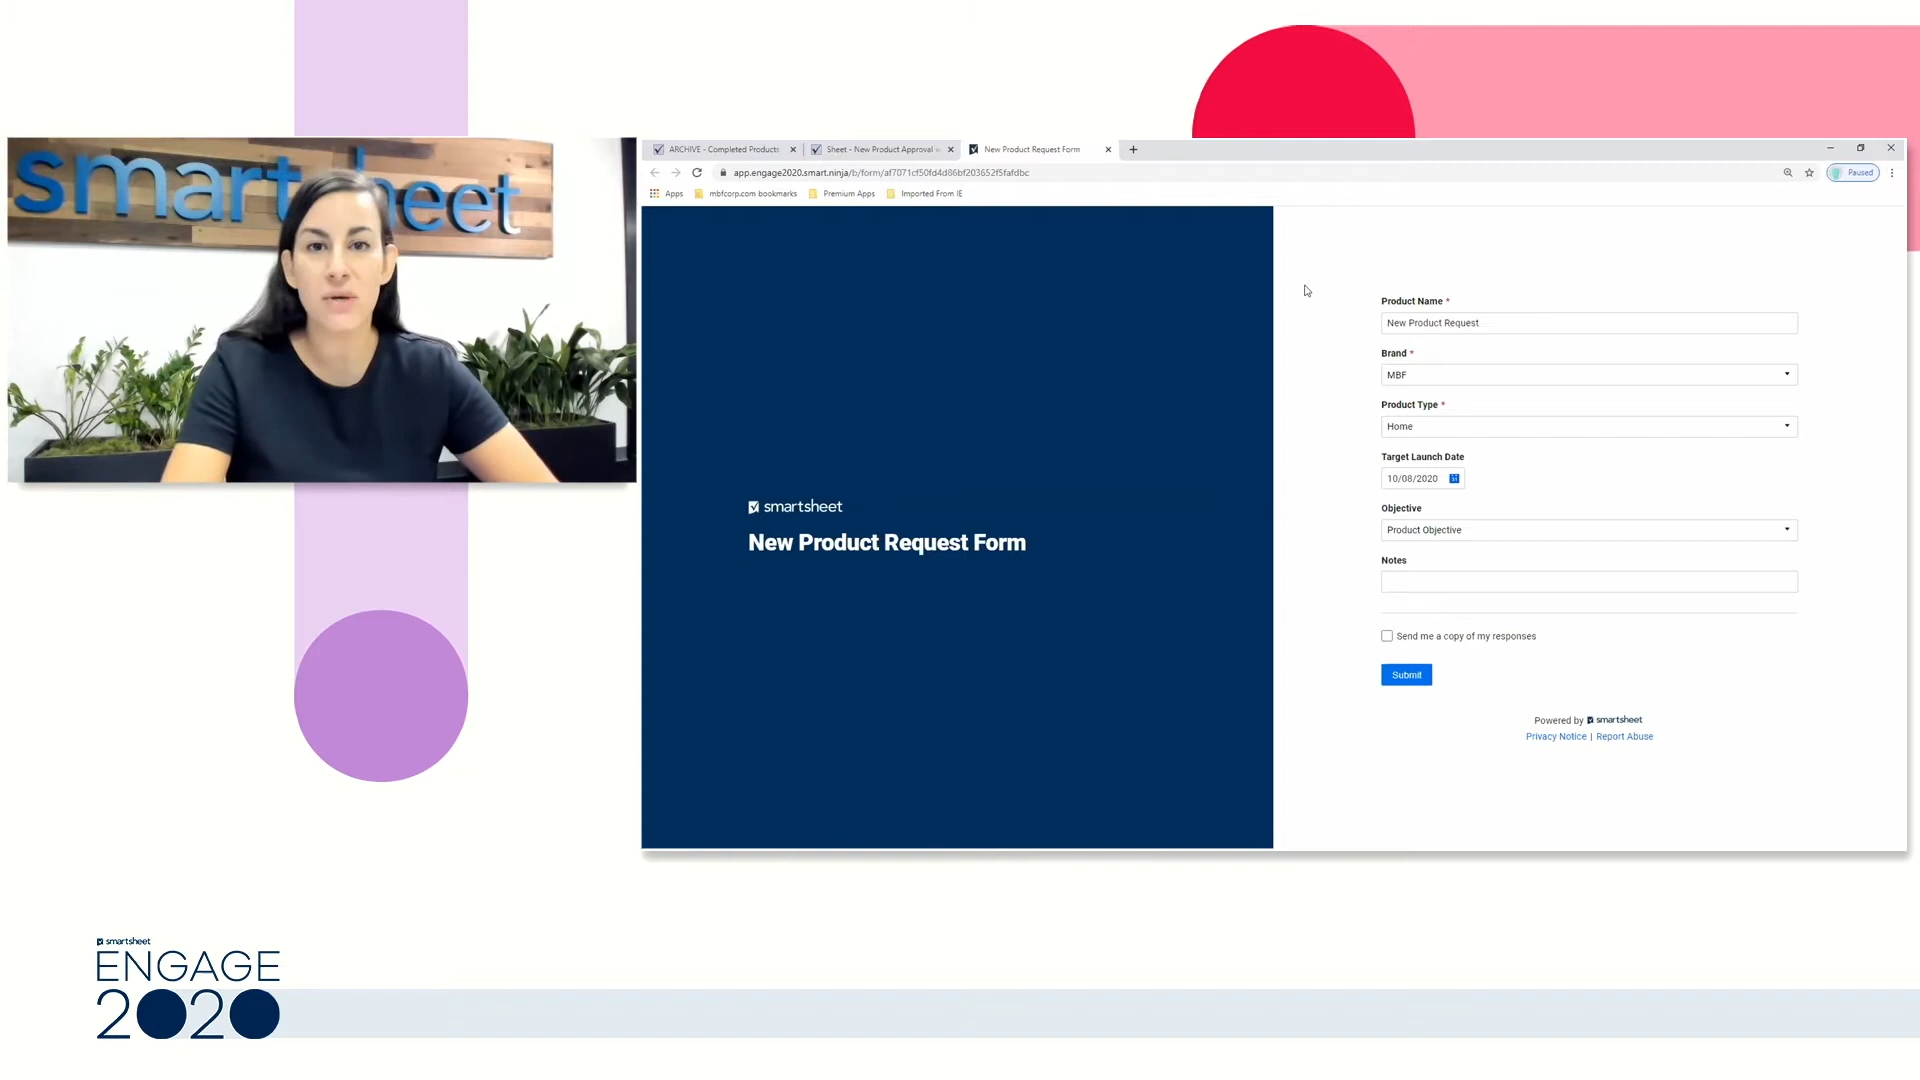 smartsheet
ARCHIVE - Completed Products
Sheet - New Product Approval
New Product Request Form
app.engage2020.smart.ninja/b/form/af7071cf50fd4d86bf203652f5fafdbc
Paused
Apps
mbfcorp.com bookmarks
Premium Apps
Imported From IE
smartsheet
New Product Request Form
Product Name *
New Product Request
Brand *
MBF
Product Type *
Home
Target Launch Date
10/08/2020
Objective
Product Objective
Notes
Send me a copy of my responses
Submit
Powered by smartsheet
Privacy Notice | Report Abuse
smartsheet
ENGAGE
2020